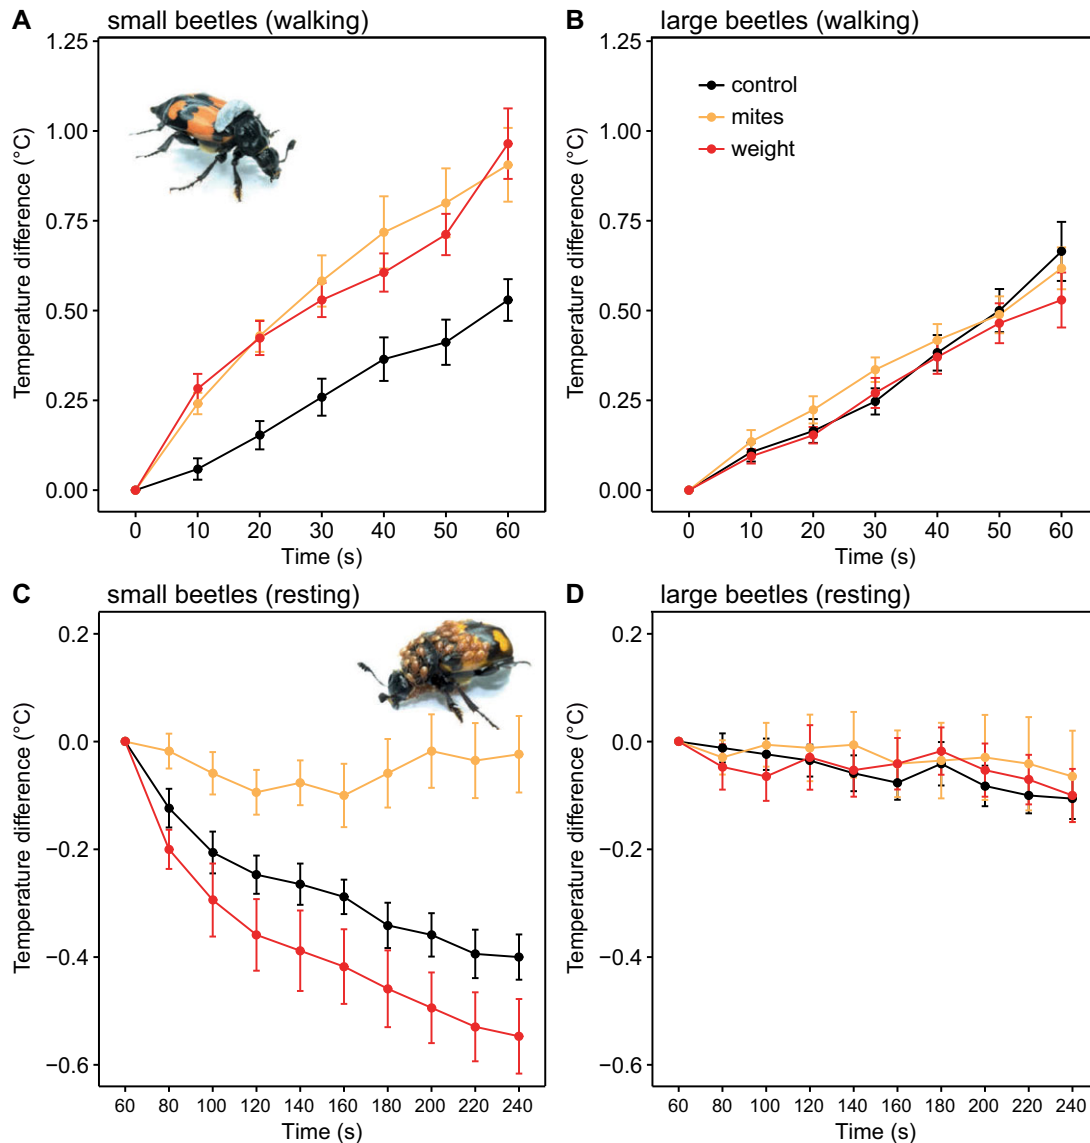 A small beetles (walking)
1.25
1.00
0.75
0.50
0.25
0.00
Temperature difference (°C)
0 10 20 30 40 50 60
Time (s)
B large beetles (walking)
1.25
1.00
0.75
0.50
0.25
0.00
Temperature difference (°C)
control
mites
weight
0 10 20 30 40 50 60
Time (s)
C small beetles (resting)
0.2
0.0
−0.2
−0.4
−0.6
Temperature difference (°C)
60 80 100 120 140 160 180 200 220 240
Time (s)
D large beetles (resting)
0.2
0.0
−0.2
−0.4
−0.6
Temperature difference (°C)
60 80 100 120 140 160 180 200 220 240
Time (s)